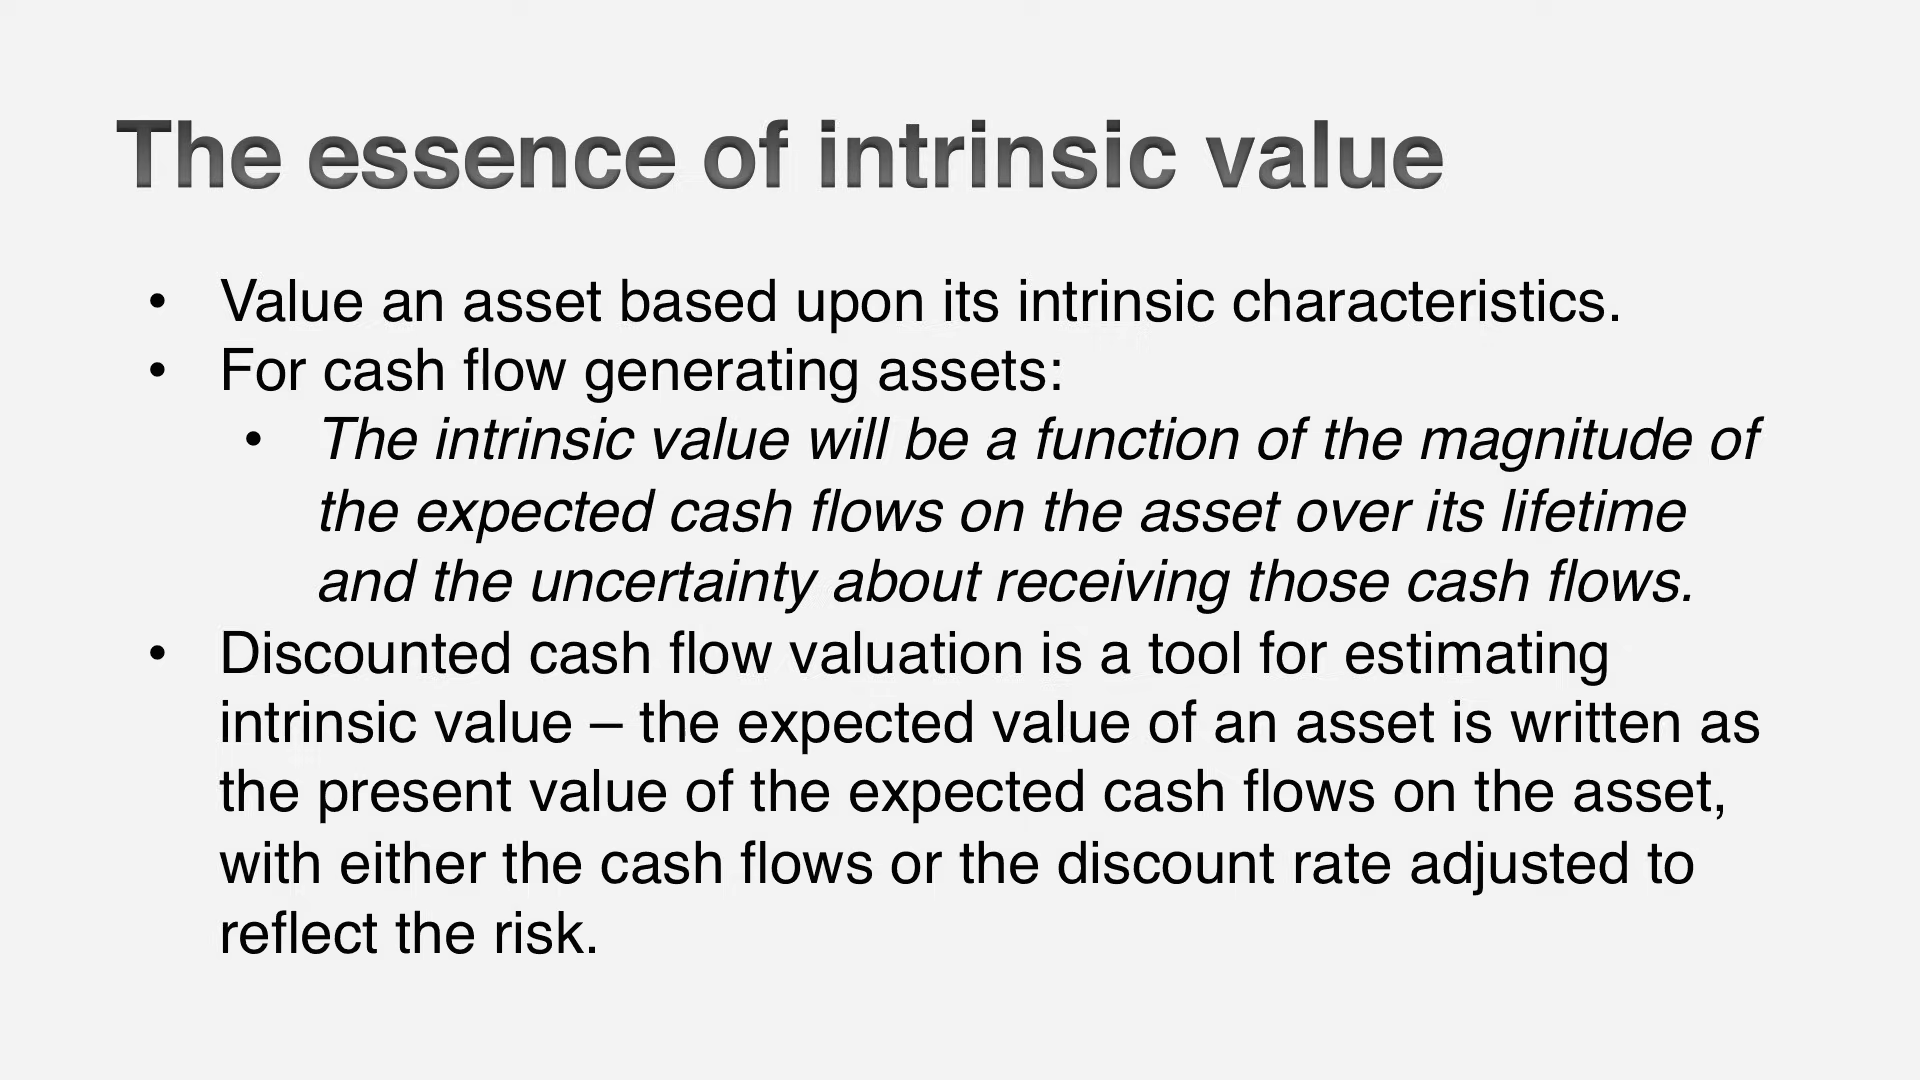 The essence of intrinsic value
• Value an asset based upon its intrinsic characteristics.
• For cash flow generating assets:
• The intrinsic value will be a function of the magnitude of
the expected cash flows on the asset over its lifetime
and the uncertainty about receiving those cash flows.
• Discounted cash flow valuation is a tool for estimating
intrinsic value – the expected value of an asset is written as
the present value of the expected cash flows on the asset,
with either the cash flows or the discount rate adjusted to
reflect the risk.